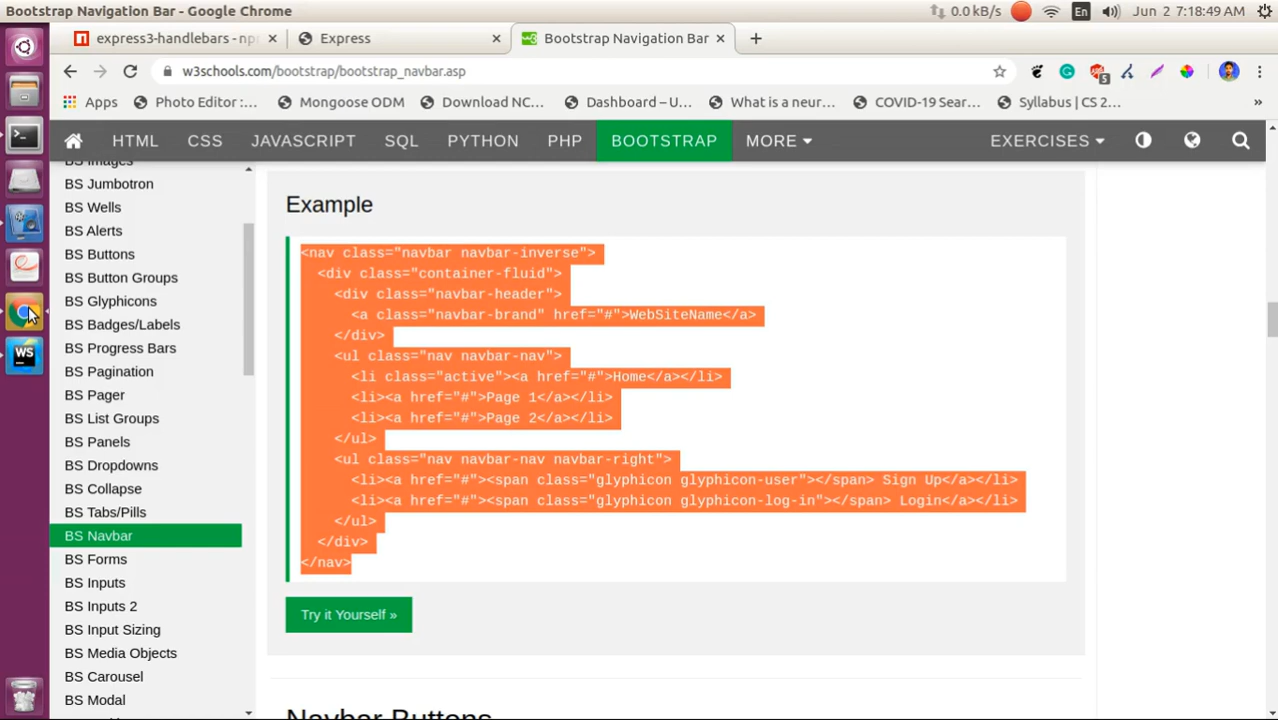 Bootstrap Navigation Bar - Google Chrome
0.0 kB/s
En
Jun 2 7:18:49 AM
express3-handlebars - np
Express
Bootstrap Navigation Bar
w3schools.com/bootstrap/bootstrap_navbar.asp
5
Apps
Photo Editor :...
Mongoose ODM
Download NC...
Dashboard – U...
What is a neur...
COVID-19 Sear...
Syllabus | CS 2...
»
HTML
CSS
JAVASCRIPT
SQL
PYTHON
PHP
BOOTSTRAP
MORE
EXERCISES
BS Images
BS Jumbotron
BS Wells
BS Alerts
BS Buttons
BS Button Groups
BS Glyphicons
BS Badges/Labels
BS Progress Bars
BS Pagination
BS Pager
BS List Groups
BS Panels
BS Dropdowns
BS Collapse
BS Tabs/Pills
BS Navbar
BS Forms
BS Inputs
BS Inputs 2
BS Input Sizing
BS Media Objects
BS Carousel
BS Modal
Example
<nav class="navbar navbar-inverse">
<div class="container-fluid">
<div class="navbar-header">
<a class="navbar-brand" href="#">WebSiteName</a>
</div>
<ul class="nav navbar-nav">
<li class="active"><a href="#">Home</a></li>
<li><a href="#">Page 1</a></li>
<li><a href="#">Page 2</a></li>
</ul>
<ul class="nav navbar-nav navbar-right">
<li><a href="#"><span class="glyphicon glyphicon-user"></span> Sign Up</a></li>
<li><a href="#"><span class="glyphicon glyphicon-log-in"></span> Login</a></li>
</ul>
</div>
</nav>
Try it Yourself »
Navbar Buttons
WS